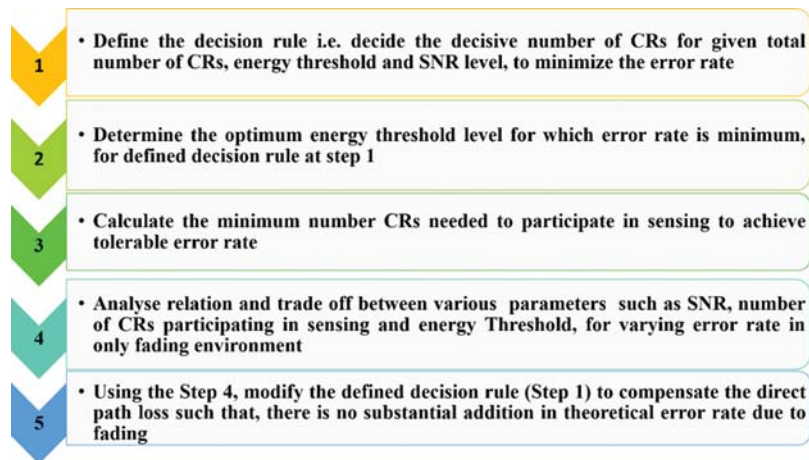 1
• Define the decision rule i.e. decide the decisive number of CRs for given total
number of CRs, energy threshold and SNR level, to minimize the error rate
2
• Determine the optimum energy threshold level for which error rate is minimum,
for defined decision rule at step 1
3
• Calculate the minimum number CRs needed to participate in sensing to achieve
tolerable error rate
4
• Analyse relation and trade off between various parameters such as SNR, number
of CRs participating in sensing and energy Threshold, for varying error rate in
only fading environment
5
• Using the Step 4, modify the defined decision rule (Step 1) to compensate the direct
path loss such that, there is no substantial addition in theoretical error rate due to
fading